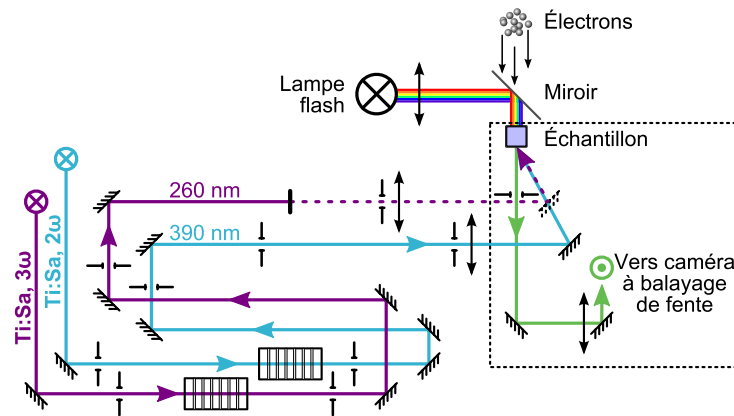 Électrons
Lampe
flash
Miroir
Échantillon
260 nm
390 nm
Ti:Sa, 3ω
Ti:Sa, 2ω
Vers caméra
à balayage
de fente